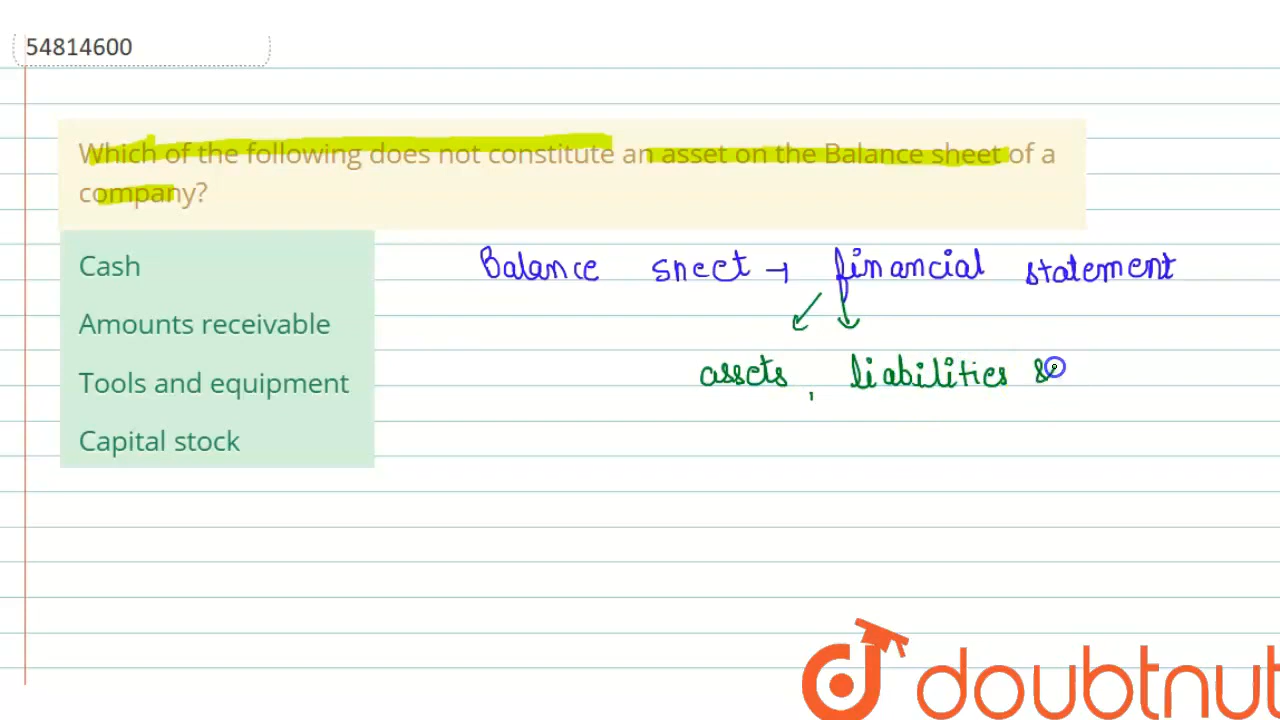 54814600
Which of the following does not constitute an asset on the Balance sheet of a
company?
Cash
Amounts receivable
Tools and equipment
Capital stock
Balance sheet → financial statement
assets, liabilities &
doubtnut